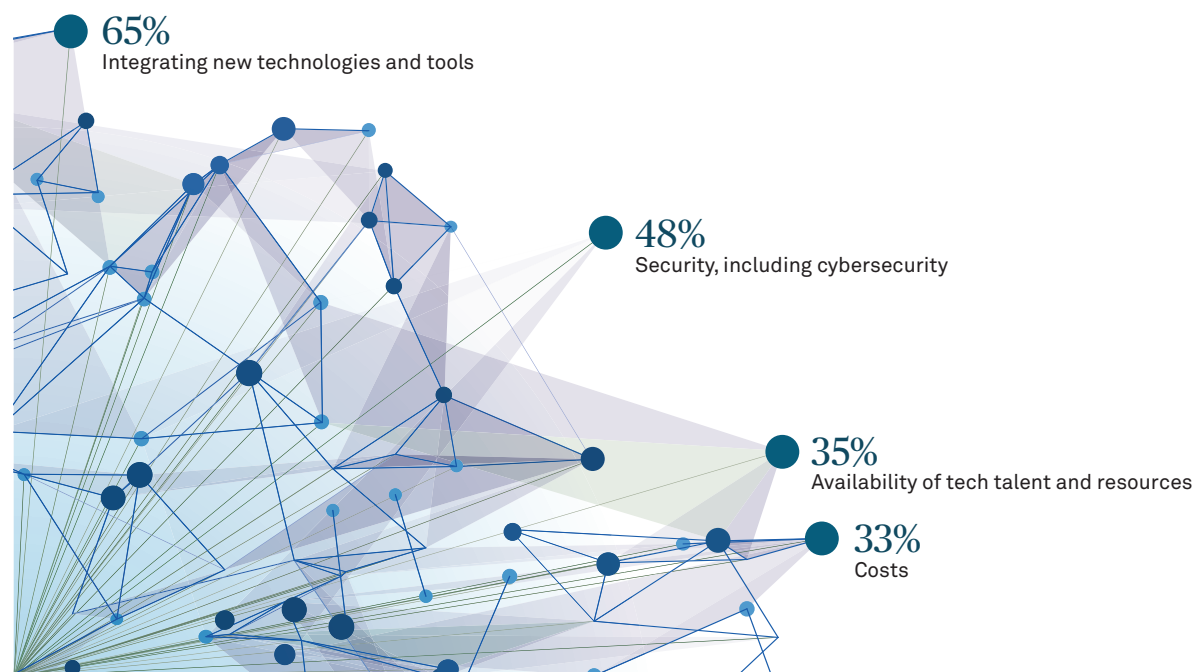 65%
Integrating new technologies and tools
48%
Security, including cybersecurity
35%
Availability of tech talent and resources
33%
Costs